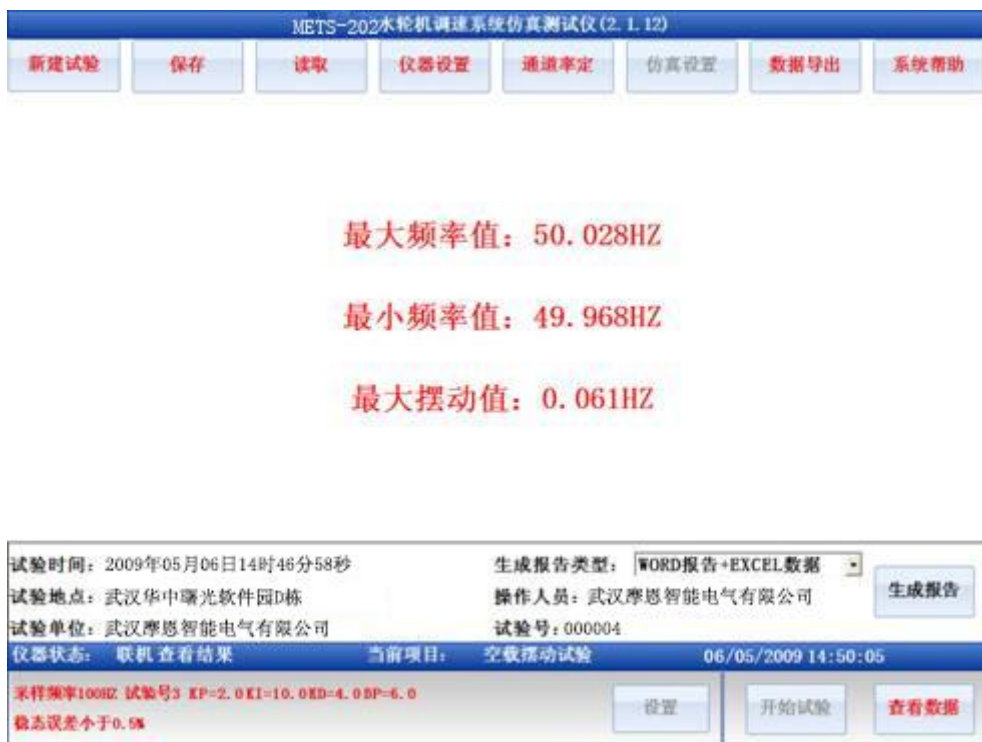 METS-202水轮机调速系统仿真测试仪(2.1.12)
新建试验 保存 读取 仪器设置 通道率定 仿真设置 数据导出 系统帮助
最大频率值：50.028HZ
最小频率值：49.968HZ
最大摆动值：0.061HZ
试验时间：2009年05月06日14时46分58秒 生成报告类型：WORD报告+EXCEL数据
试验地点：武汉华中曙光软件园D栋 操作人员：武汉摩恩智能电气有限公司 生成报告
试验单位：武汉摩恩智能电气有限公司 试验号：000004
仪器状态： 联机 查看结果 当前项目： 空载摆动试验 06/05/2009 14:50:05
采样频率100HZ 试验号3 KP=2.0KI=10.0KD=4.0BP=6.0
稳态误差小于0.5%
设置 开始试验 查看数据